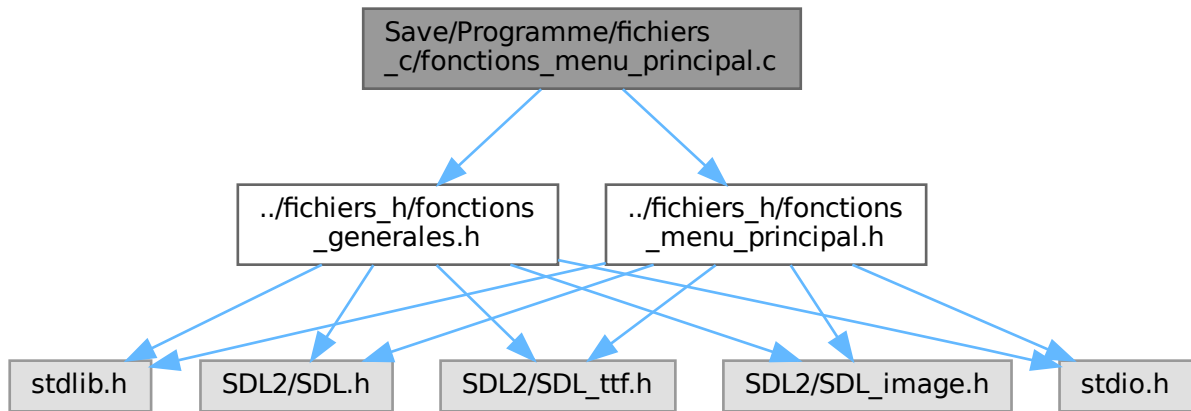 Save/Programme/fichiers
_c/fonctions_menu_principal.c
../fichiers_h/fonctions
_generales.h
../fichiers_h/fonctions
_menu_principal.h
stdlib.h
SDL2/SDL.h
SDL2/SDL_ttf.h
SDL2/SDL_image.h
stdio.h